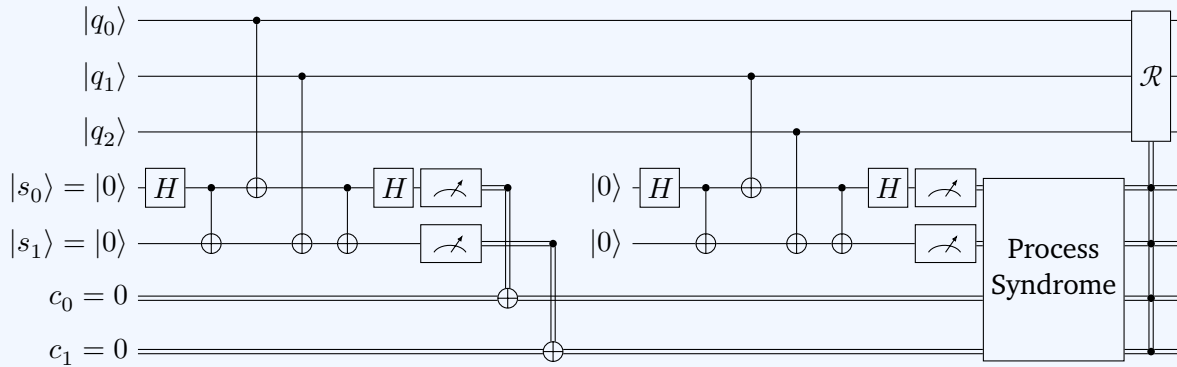 |q₀⟩
|q₁⟩
|q₂⟩
ℛ
|s₀⟩ = |0⟩ H H |0⟩ H H
|s₁⟩ = |0⟩ |0⟩
Process
Syndrome
c₀ = 0
c₁ = 0